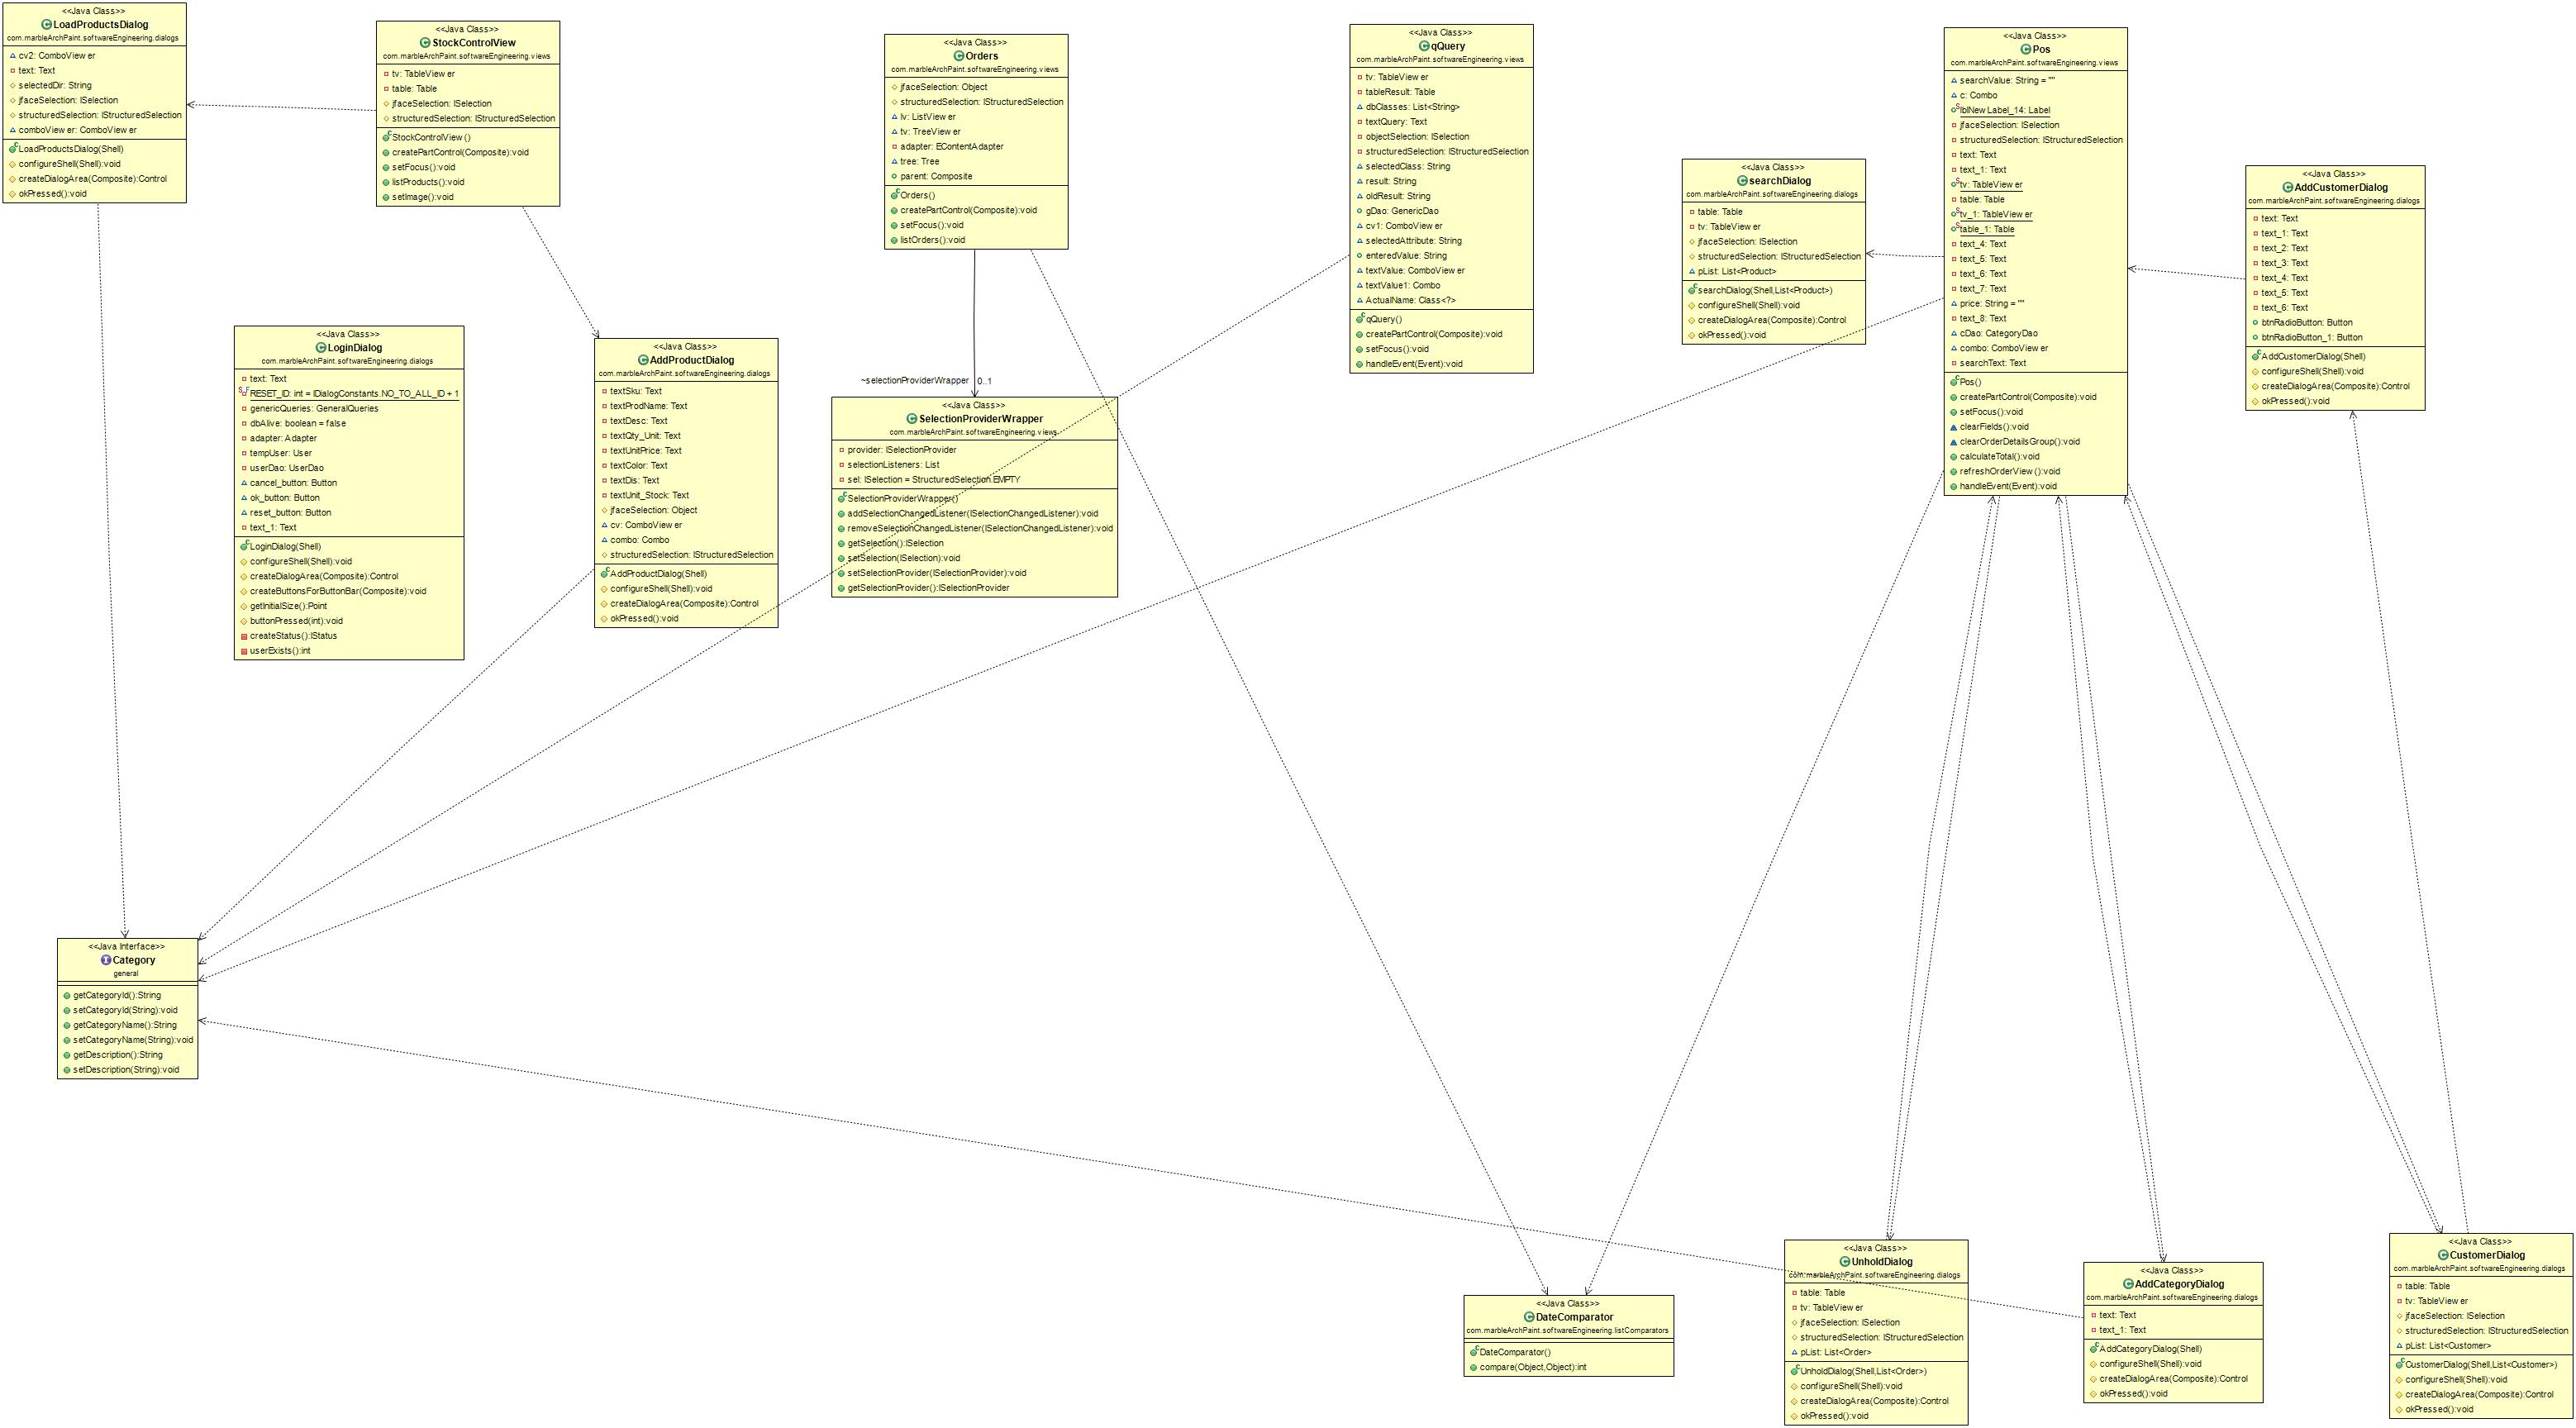 <<Java Class>>
LoadProductsDialog
com.marbleArchPaint.softwareEngineering.dialogs
cv2: ComboViewer
text: Text
selectedDir: String
jfaceSelection: ISelection
structuredSelection: IStructuredSelection
comboViewer: ComboViewer
LoadProductsDialog(Shell)
configureShell(Shell):void
createDialogArea(Composite):Control
okPressed():void
<<Java Class>>
StockControlView
com.marbleArchPaint.softwareEngineering.views
tv: TableViewer
table: Table
jfaceSelection: ISelection
structuredSelection: IStructuredSelection
StockControlView()
createPartControl(Composite):void
setFocus():void
listProducts():void
setImage():void
<<Java Class>>
Orders
com.marbleArchPaint.softwareEngineering.views
jfaceSelection: Object
structuredSelection: IStructuredSelection
lv: ListViewer
tv: TreeViewer
adapter: EContentAdapter
tree: Tree
parent: Composite
Orders()
createPartControl(Composite):void
setFocus():void
listOrders():void
<<Java Class>>
qQuery
com.marbleArchPaint.softwareEngineering.views
tv: TableViewer
tableResult: Table
dbClasses: List<String>
textQuery: Text
objectSelection: ISelection
structuredSelection: IStructuredSelection
selectedClass: String
result: String
oldResult: String
gDao: GenericDao
cv1: ComboViewer
selectedAttribute: String
enteredValue: String
textValue: ComboViewer
textValue1: Combo
ActualName: Class<?>
qQuery()
createPartControl(Composite):void
setFocus():void
handleEvent(Event):void
<<Java Class>>
searchDialog
com.marbleArchPaint.softwareEngineering.dialogs
table: Table
tv: TableViewer
jfaceSelection: ISelection
structuredSelection: IStructuredSelection
pList: List<Product>
searchDialog(Shell,List<Product>)
configureShell(Shell):void
createDialogArea(Composite):Control
okPressed():void
<<Java Class>>
Pos
com.marbleArchPaint.softwareEngineering.views
searchValue: String = ""
c: Combo
lblNewLabel_14: Label
jfaceSelection: ISelection
structuredSelection: IStructuredSelection
text: Text
text_1: Text
tv: TableViewer
table: Table
tv_1: TableViewer
table_1: Table
text_4: Text
text_5: Text
text_6: Text
text_7: Text
price: String = ""
text_8: Text
cDao: CategoryDao
combo: ComboViewer
searchText: Text
Pos()
createPartControl(Composite):void
setFocus():void
clearFields():void
clearOrderDetailsGroup():void
calculateTotal():void
refreshOrderView():void
handleEvent(Event):void
<<Java Class>>
AddCustomerDialog
com.marbleArchPaint.softwareEngineering.dialogs
text: Text
text_1: Text
text_2: Text
text_3: Text
text_4: Text
text_5: Text
text_6: Text
btnRadioButton: Button
btnRadioButton_1: Button
AddCustomerDialog(Shell)
configureShell(Shell):void
createDialogArea(Composite):Control
okPressed():void
<<Java Class>>
LoginDialog
com.marbleArchPaint.softwareEngineering.dialogs
text: Text
RESET_ID: int = IDialogConstants.NO_TO_ALL_ID + 1
genericQueries: GeneralQueries
dbAlive: boolean = false
adapter: Adapter
tempUser: User
userDao: UserDao
cancel_button: Button
ok_button: Button
reset_button: Button
text_1: Text
LoginDialog(Shell)
configureShell(Shell):void
createDialogArea(Composite):Control
createButtonsForButtonBar(Composite):void
getInitialSize():Point
buttonPressed(int):void
createStatus():IStatus
userExists():int
<<Java Class>>
AddProductDialog
com.marbleArchPaint.softwareEngineering.dialogs
textSku: Text
textProdName: Text
textDesc: Text
textQty_Unit: Text
textUnitPrice: Text
textColor: Text
textDis: Text
textUnit_Stock: Text
jfaceSelection: Object
cv: ComboViewer
combo: Combo
structuredSelection: IStructuredSelection
AddProductDialog(Shell)
configureShell(Shell):void
createDialogArea(Composite):Control
okPressed():void
~selectionProviderWrapper 0..1
<<Java Class>>
SelectionProviderWrapper
com.marbleArchPaint.softwareEngineering.views
provider: ISelectionProvider
selectionListeners: List
sel: ISelection = StructuredSelection.EMPTY
SelectionProviderWrapper()
addSelectionChangedListener(ISelectionChangedListener):void
removeSelectionChangedListener(ISelectionChangedListener):void
getSelection():ISelection
setSelection(ISelection):void
setSelectionProvider(ISelectionProvider):void
getSelectionProvider():ISelectionProvider
<<Java Interface>>
Category
general
getCategoryId():String
setCategoryId(String):void
getCategoryName():String
setCategoryName(String):void
getDescription():String
setDescription(String):void
<<Java Class>>
DateComparator
com.marbleArchPaint.softwareEngineering.listComparators
DateComparator()
compare(Object,Object):int
<<Java Class>>
UnholdDialog
com.marbleArchPaint.softwareEngineering.dialogs
table: Table
tv: TableViewer
jfaceSelection: ISelection
structuredSelection: IStructuredSelection
pList: List<Order>
UnholdDialog(Shell,List<Order>)
configureShell(Shell):void
createDialogArea(Composite):Control
okPressed():void
<<Java Class>>
AddCategoryDialog
com.marbleArchPaint.softwareEngineering.dialogs
text: Text
text_1: Text
AddCategoryDialog(Shell)
configureShell(Shell):void
createDialogArea(Composite):Control
okPressed():void
<<Java Class>>
CustomerDialog
com.marbleArchPaint.softwareEngineering.dialogs
table: Table
tv: TableViewer
jfaceSelection: ISelection
structuredSelection: IStructuredSelection
pList: List<Customer>
CustomerDialog(Shell,List<Customer>)
configureShell(Shell):void
createDialogArea(Composite):Control
okPressed():void